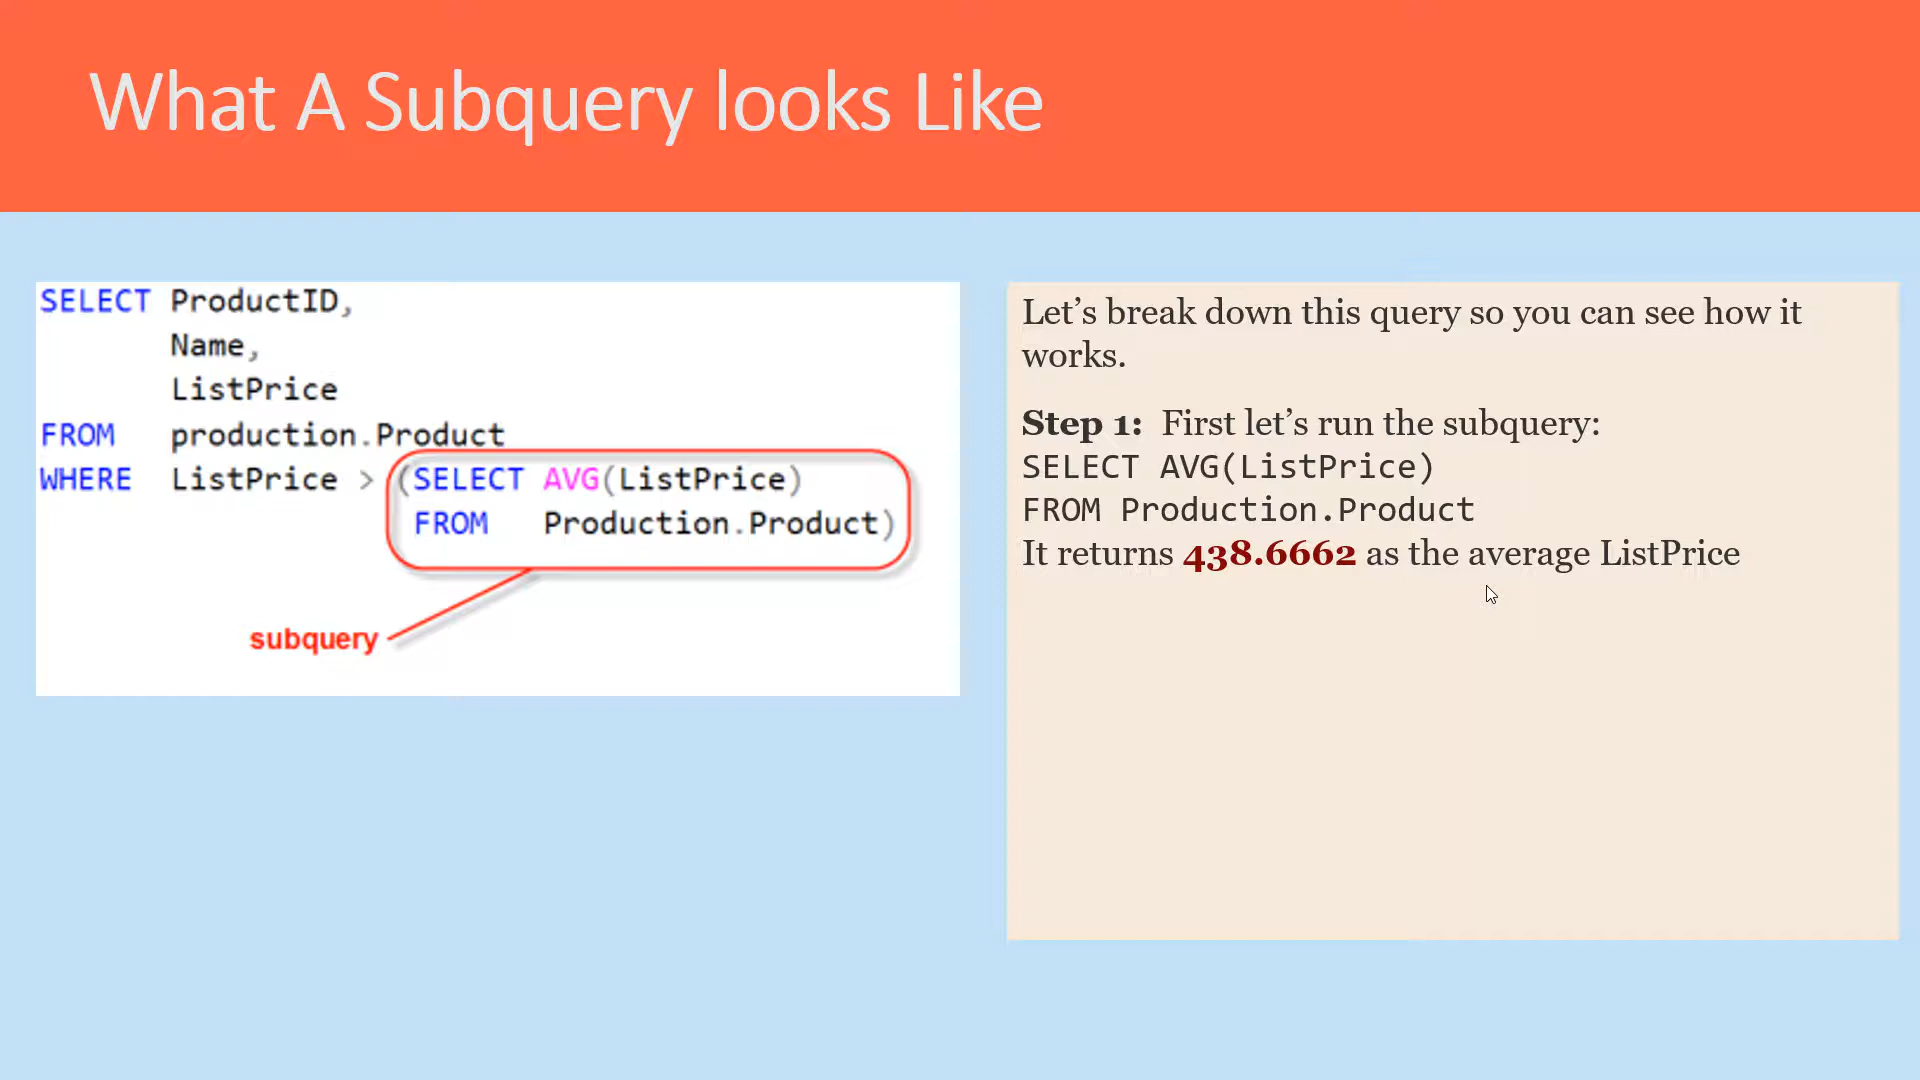 What A Subquery looks Like
SELECT ProductID,
Name,
ListPrice
FROM production.Product
WHERE ListPrice > (SELECT AVG(ListPrice)
FROM Production.Product)
subquery
Let’s break down this query so you can see how it
works.
Step 1: First let’s run the subquery:
SELECT AVG(ListPrice)
FROM Production.Product
It returns 438.6662 as the average ListPrice